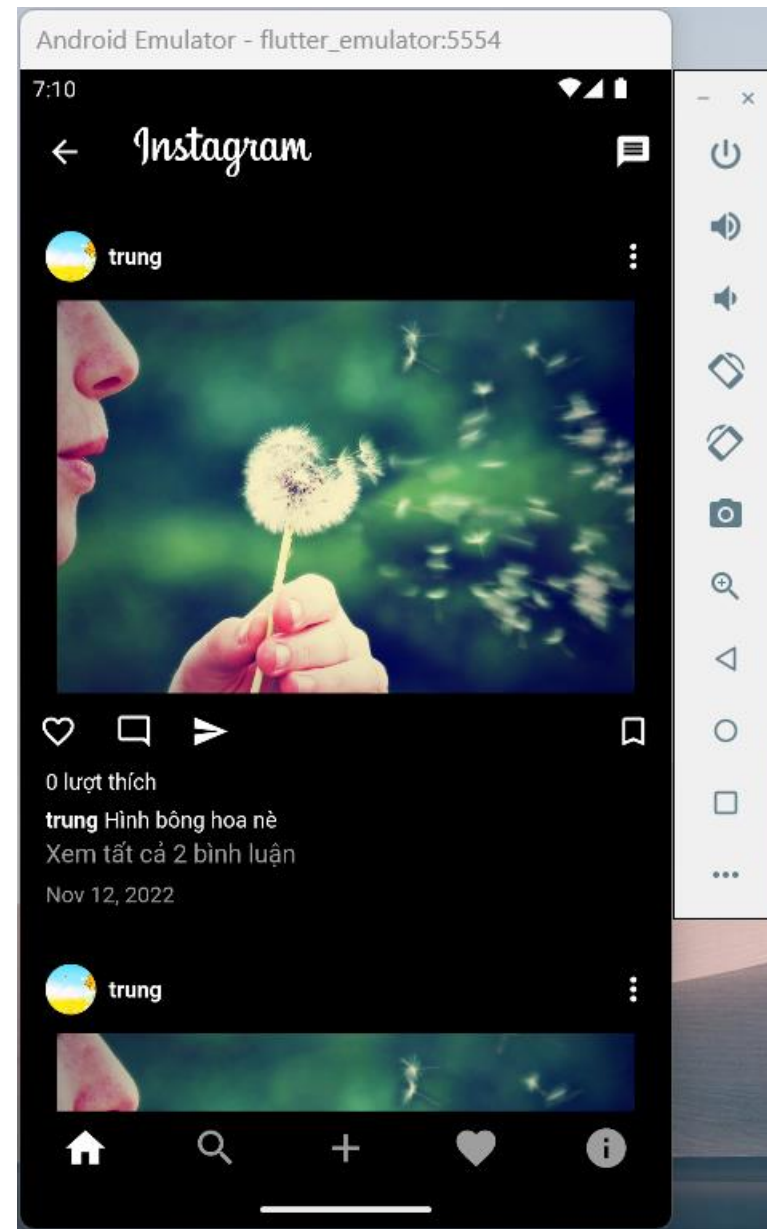 Android Emulator - flutter_emulator:5554
7:10
Instagram
trung
0 lượt thích
trung Hình bông hoa nè
Xem tất cả 2 bình luận
Nov 12, 2022
trung